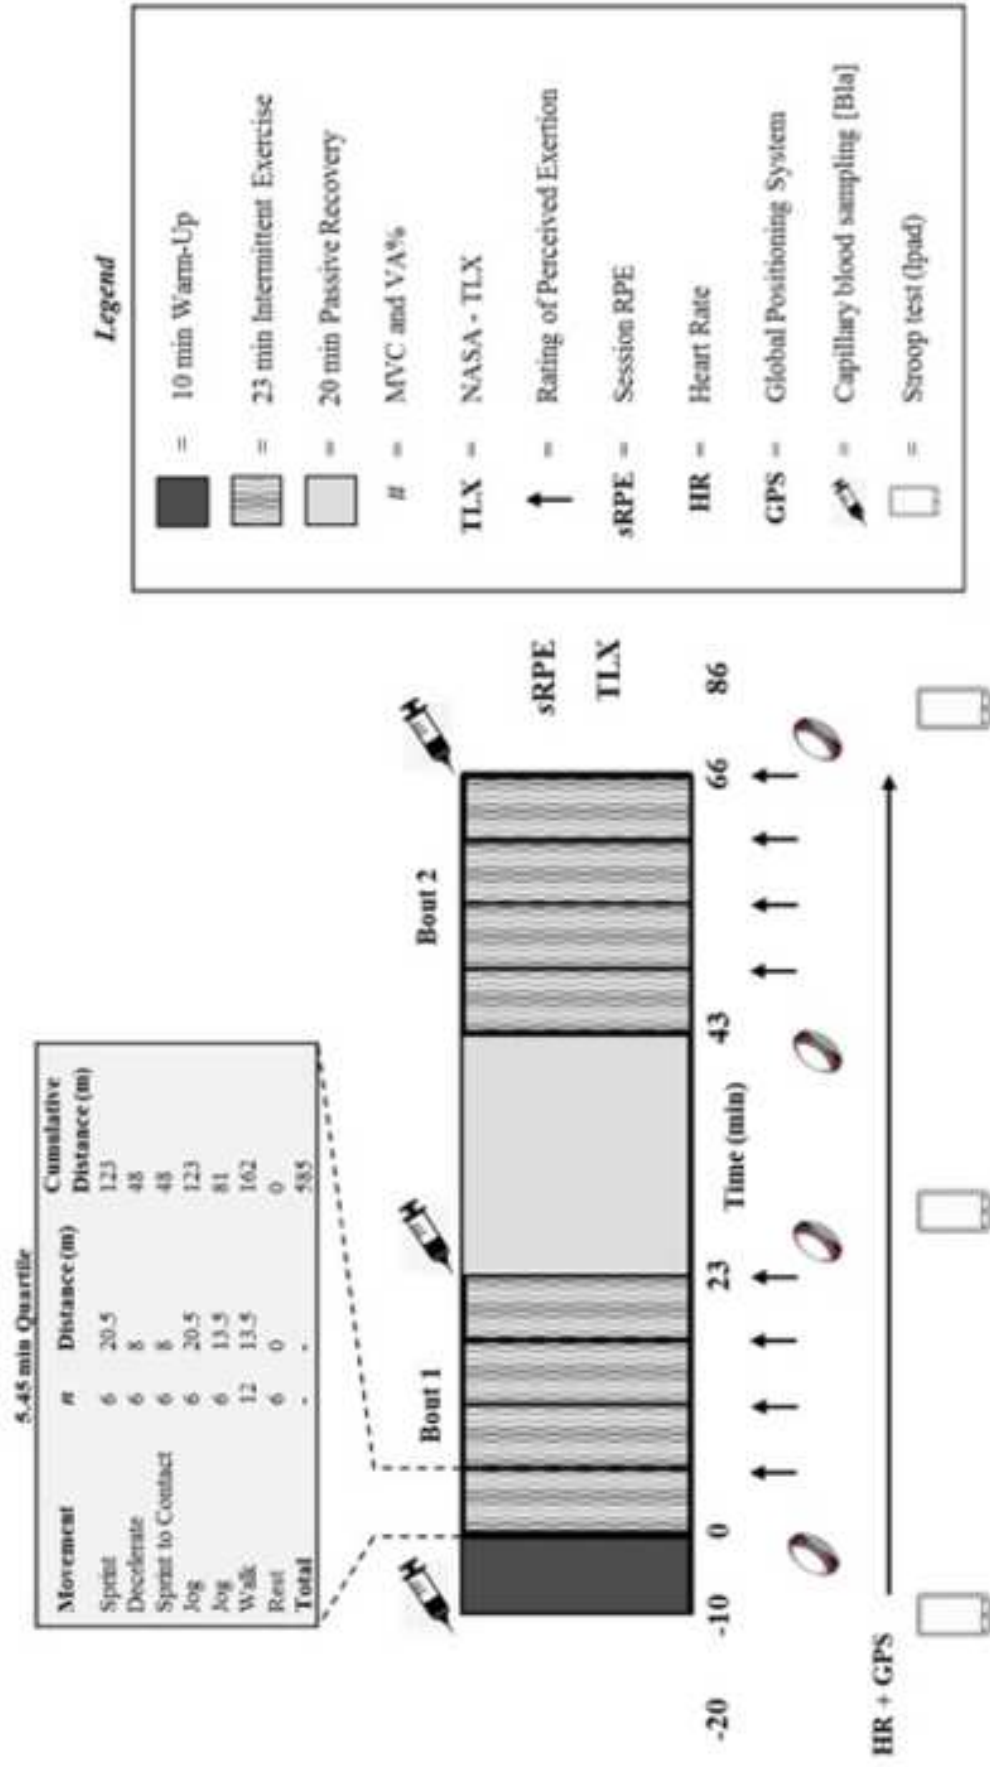 5.45 min Quartile
Movement # Distance (m) Cumulative Distance (m)
Sprint 6 20.5 123
Decelerate 6 8 48
Sprint to Contact 6 8 48
Jog 6 20.5 123
Jog 6 13.5 81
Walk 12 13.5 162
Rest 6 0 0
Total - - 585
Bout 1 Bout 2
sRPE
TLX
-20 -10 0 23 43 66 86
Time (min)
HR + GPS
Legend
= 10 min Warm-Up
= 23 min Intermittent Exercise
= 20 min Passive Recovery
# = MVC and VA%
TLX = NASA - TLX
= Rating of Perceived Exertion
sRPE = Session RPE
HR = Heart Rate
GPS = Global Positioning System
= Capillary blood sampling [Bla]
= Stroop test (Ipad)